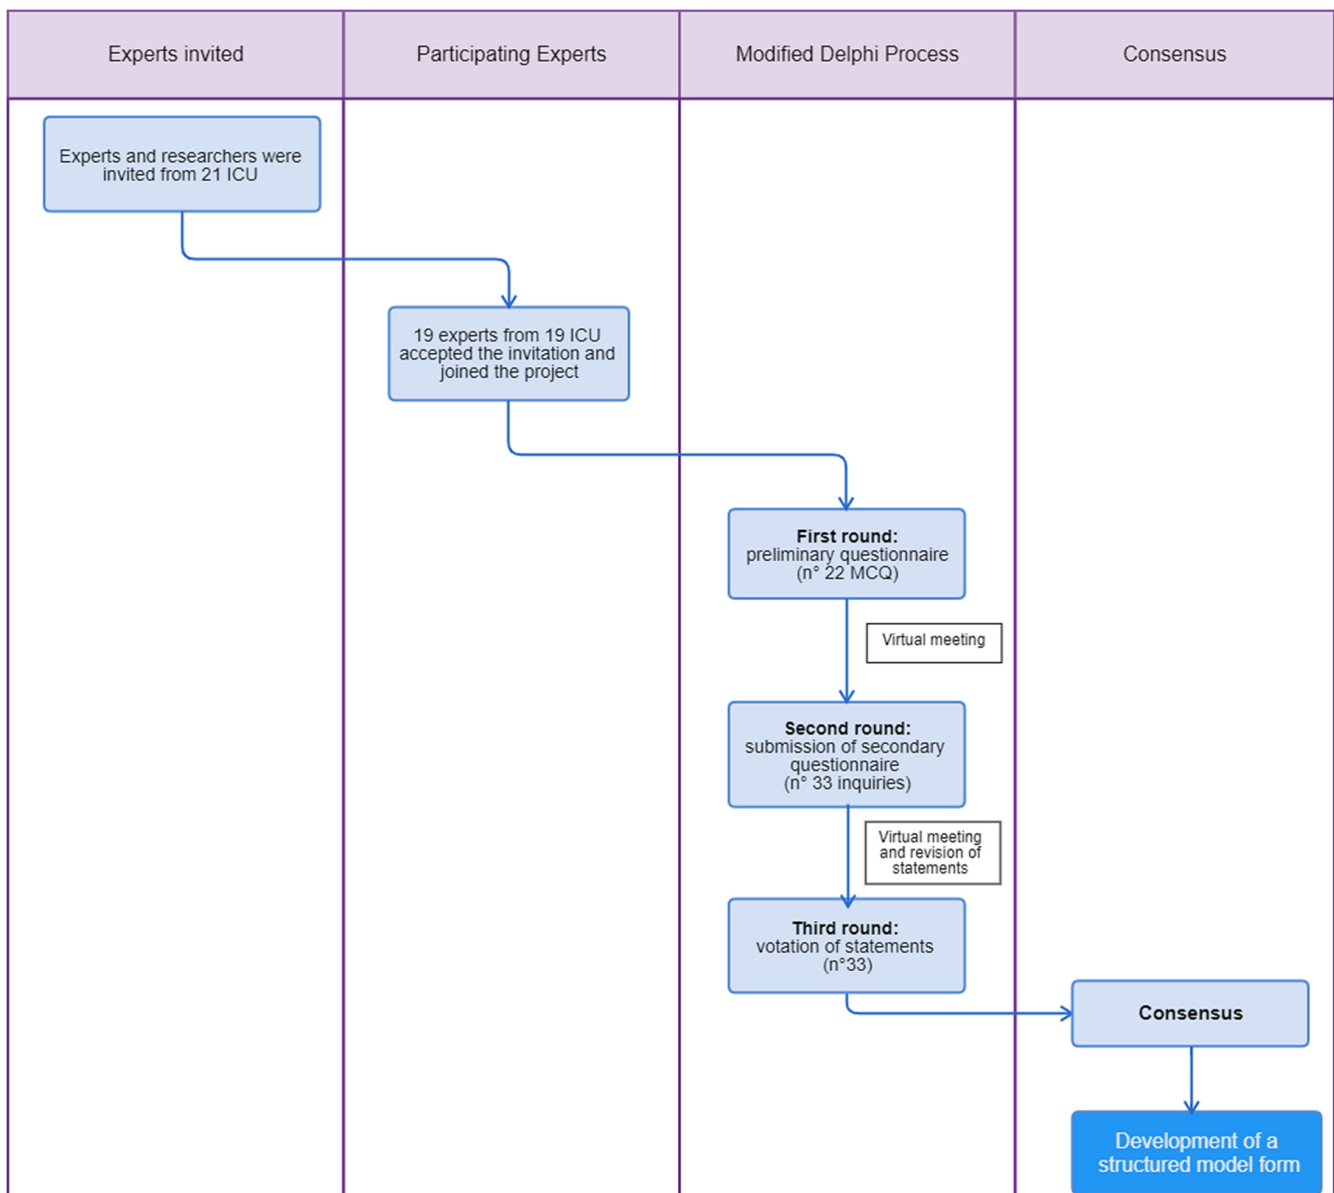 Experts invited
Participating Experts
Modified Delphi Process
Consensus
Experts and researchers were
invited from 21 ICU
19 experts from 19 ICU
accepted the invitation and
joined the project
First round:
preliminary questionnaire
(n° 22 MCQ)
Virtual meeting
Second round:
submission of secondary
questionnaire
(n° 33 inquiries)
Virtual meeting
and revision of
statements
Third round:
votation of statements
(n°33)
Consensus
Development of a
structured model form